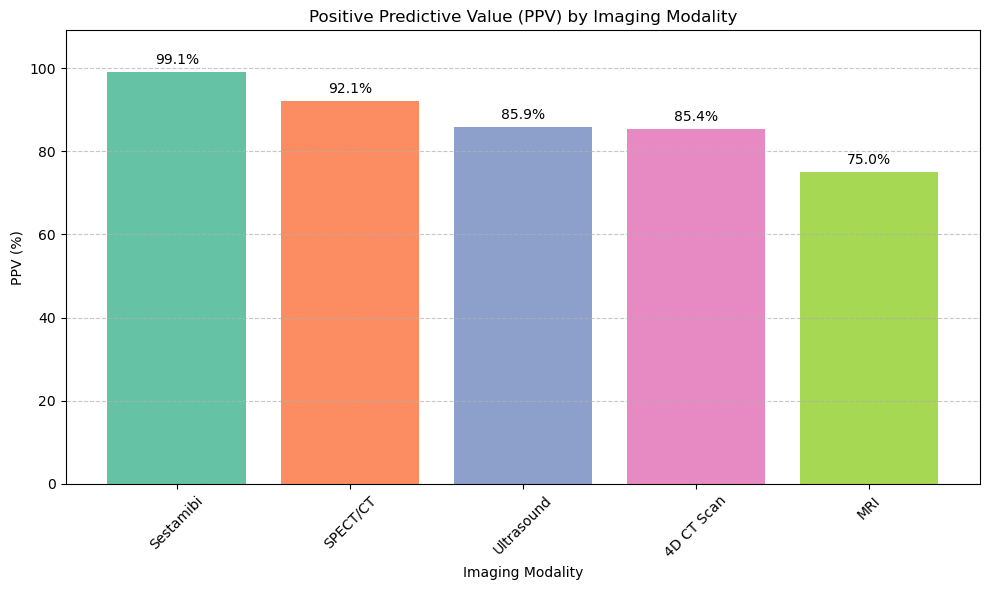 Positive Predictive Value (PPV) by Imaging Modality
99.1%
92.1%
85.9%
85.4%
75.0%
PPV (%)
100
80
60
40
20
0
Sestamibi
SPECT/CT
Ultrasound
4D CT Scan
MRI
Imaging Modality